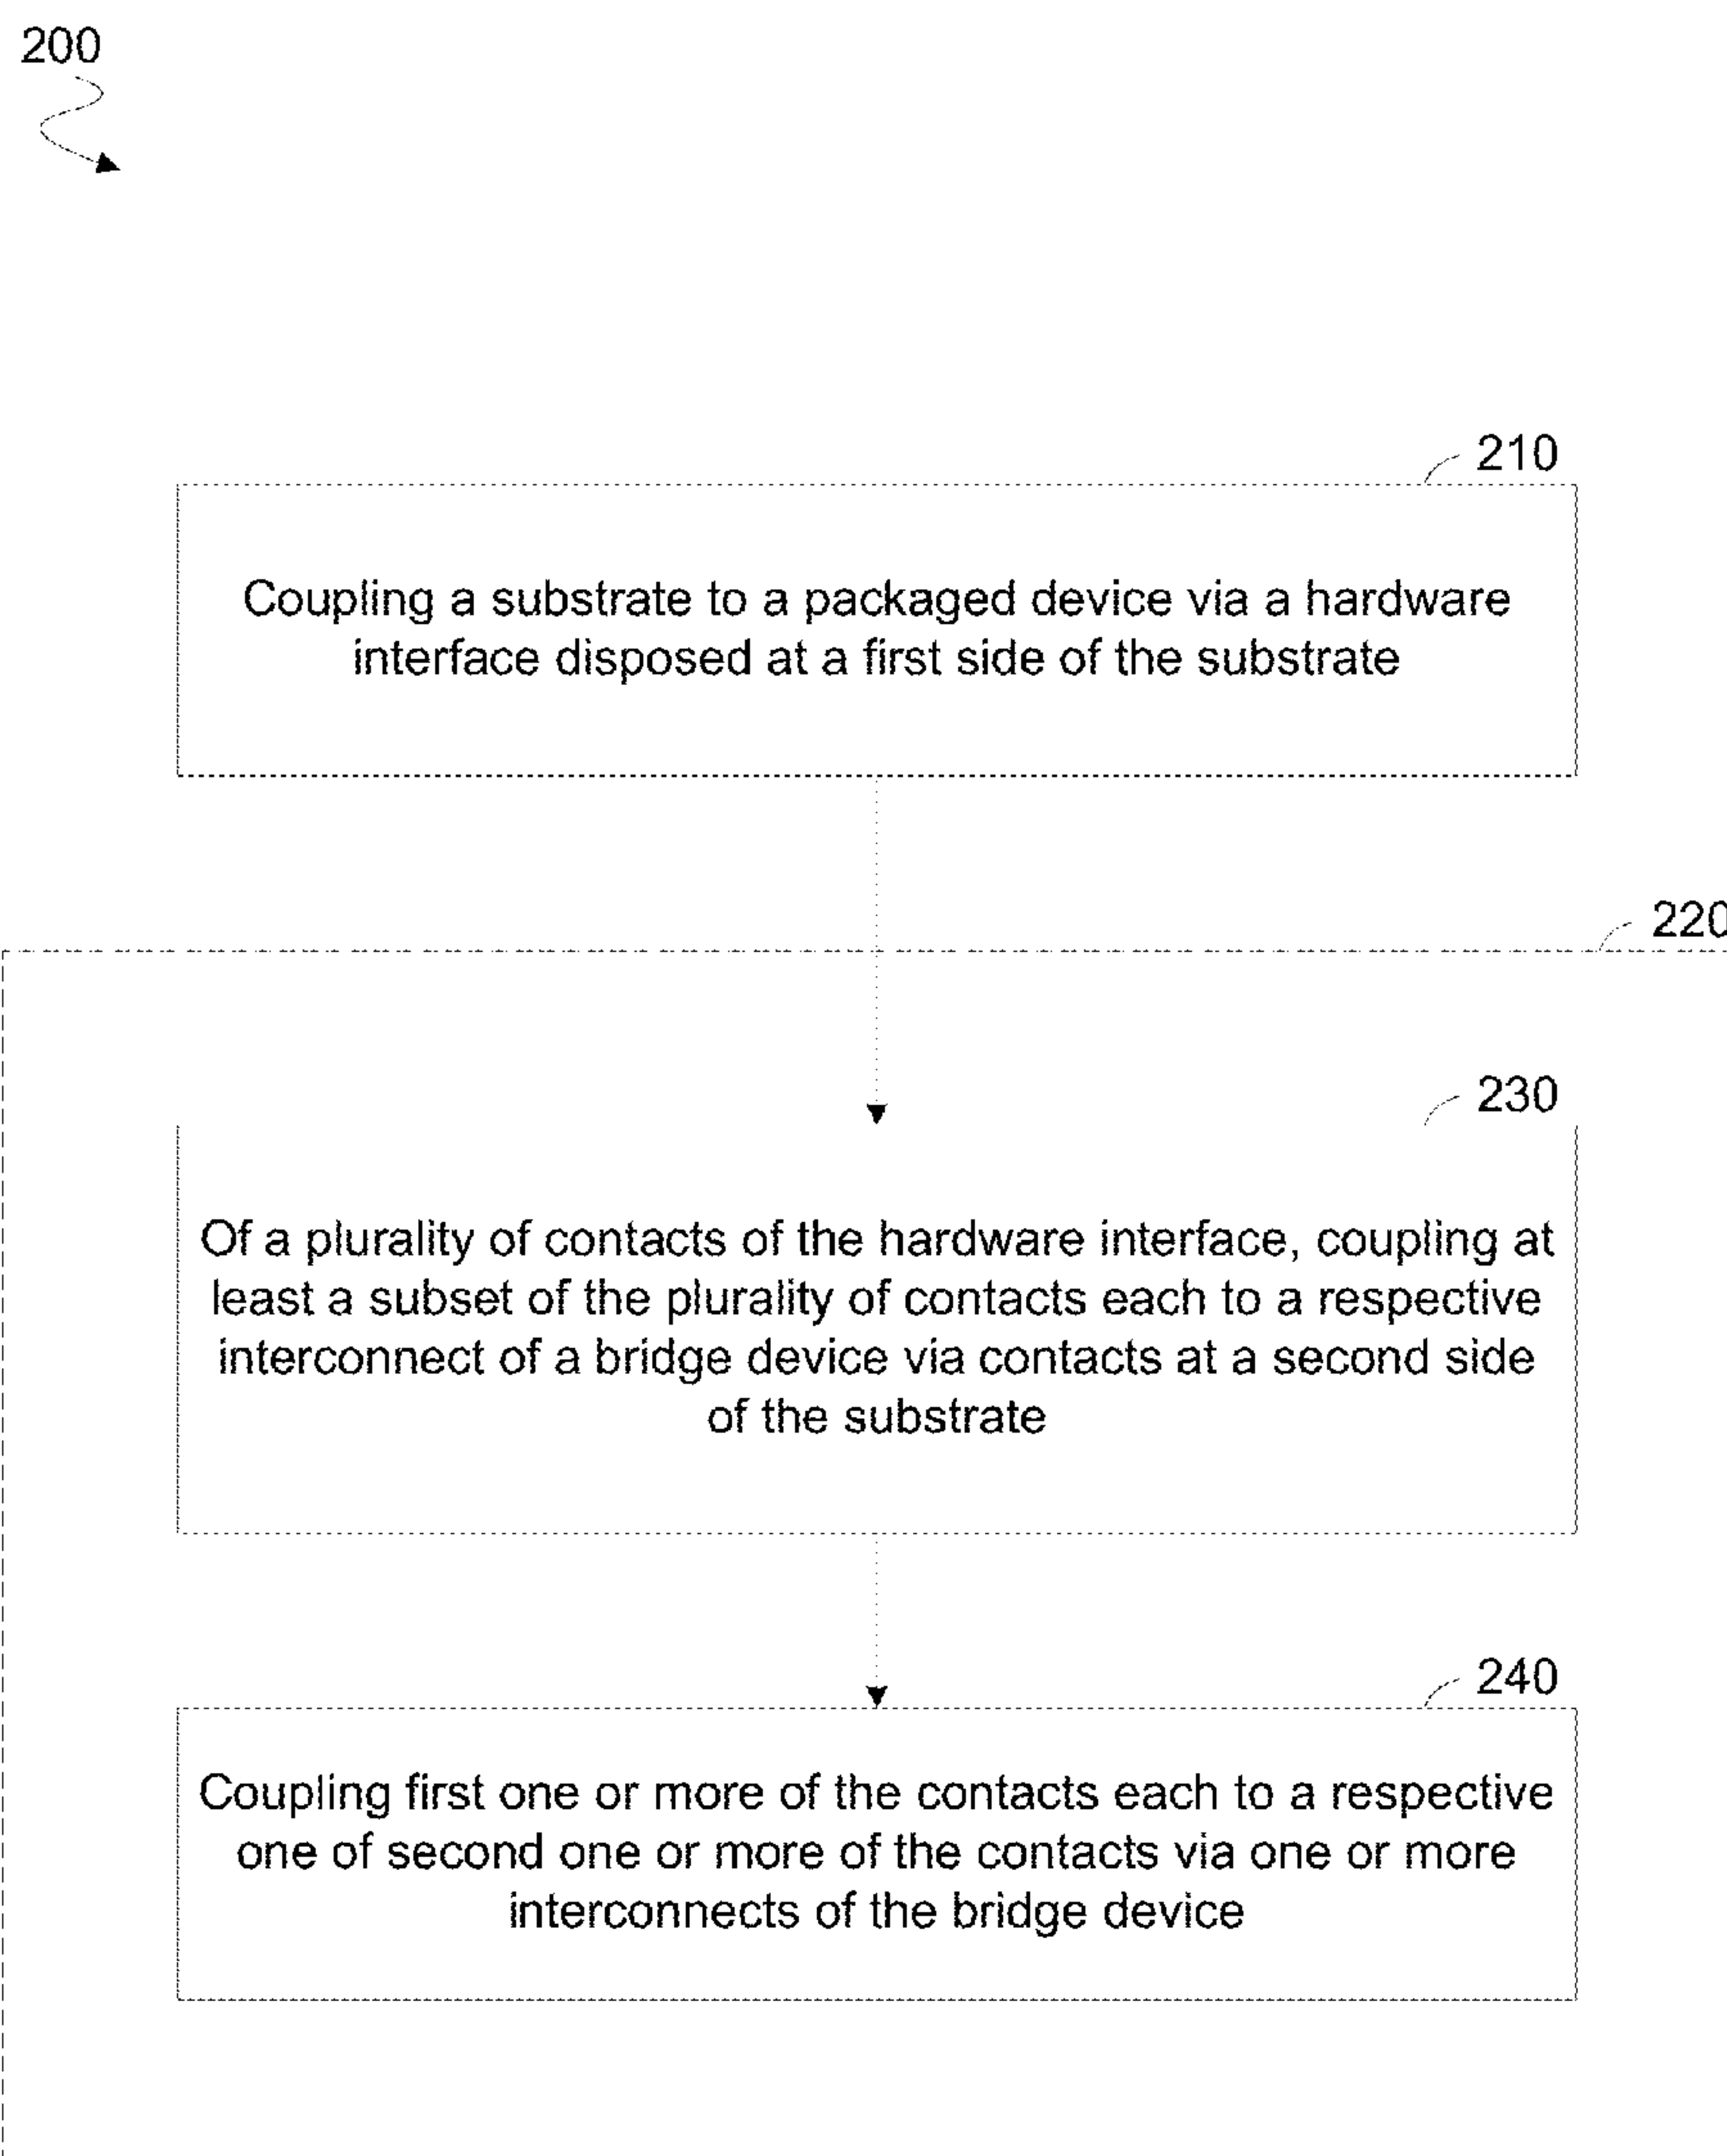 200
210
Coupling a substrate to a packaged device via a hardware
interface disposed at a first side of the substrate
220
230
Of a plurality of contacts of the hardware interface, coupling at
least a subset of the plurality of contacts each to a respective
interconnect of a bridge device via contacts at a second side
of the substrate
240
Coupling first one or more of the contacts each to a respective
one of second one or more of the contacts via one or more
interconnects of the bridge device